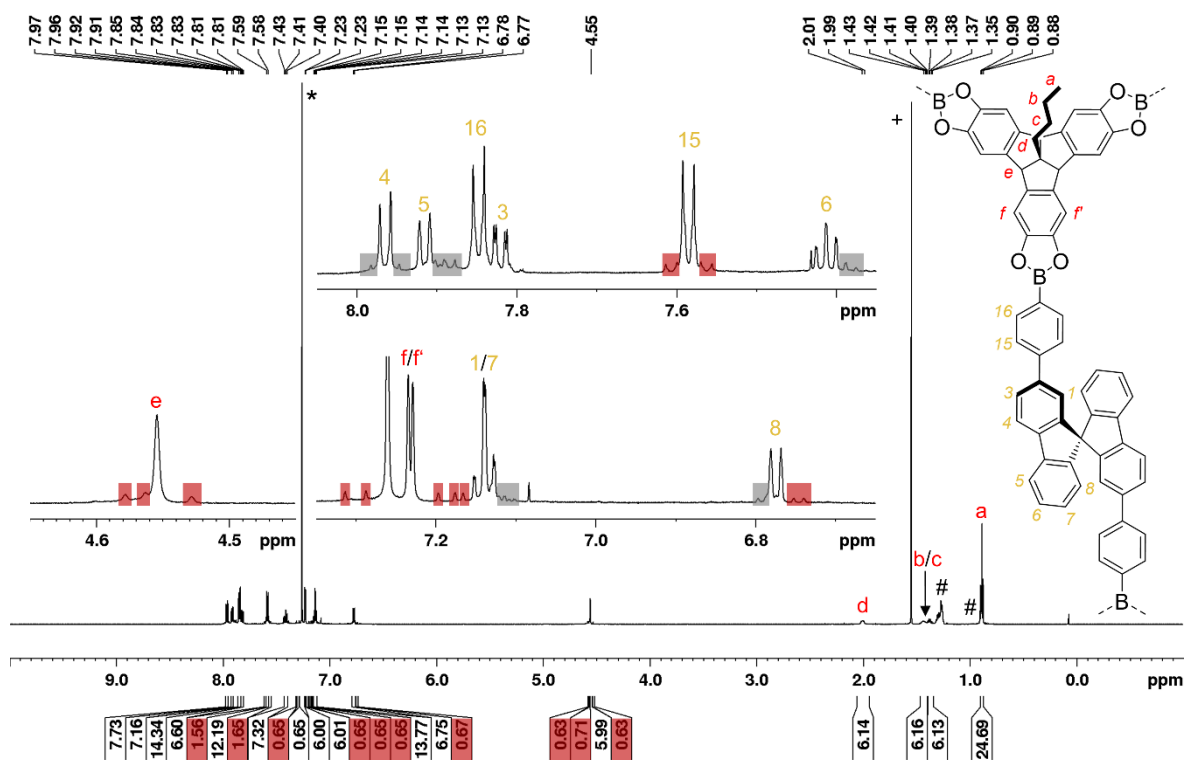 7.97 7.96 7.92 7.91 7.85 7.84 7.83 7.83 7.81 7.81 7.59 7.58 7.43 7.41 7.40 7.23 7.23 7.15 7.15 7.14 7.14 7.13 7.13 6.78 6.77 4.55 2.01 1.99 1.43 1.42 1.41 1.40 1.39 1.38 1.37 1.35 0.90 0.89 0.88
*
+
4 5 16 3 15 6
8.0 7.8 7.6 ppm
e
4.6 4.5 ppm
f/f' 1/7 8
7.2 7.0 6.8 ppm
a
b
c
d
B O O O O B
e
f f'
O O
B
16
15
3 1
4
5 8
6 7
B
d b/c # # a
9.0 8.0 7.0 6.0 5.0 4.0 3.0 2.0 1.0 0.0 ppm
7.73 7.16 14.34 6.60 1.56 12.19 1.65 7.32 0.65 0.65 6.00 6.01 0.65 0.65 0.65 13.77 6.75 0.67 0.63 0.71 5.99 0.63 6.14 6.16 6.13 24.69